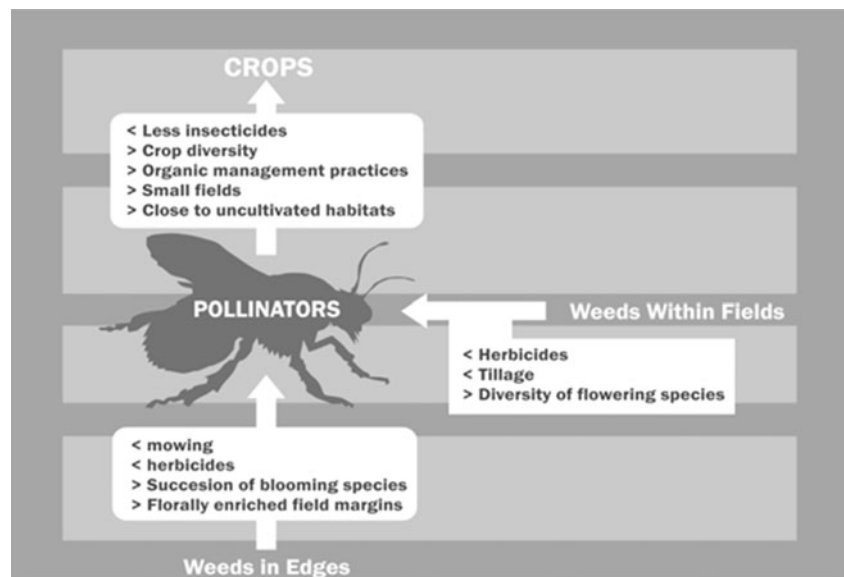 CROPS
< Less insecticides
> Crop diversity
> Organic management practices
> Small fields
> Close to uncultivated habitats
POLLINATORS
Weeds Within Fields
< Herbicides
< Tillage
> Diversity of flowering species
< mowing
< herbicides
> Succesion of blooming species
> Florally enriched field margins
Weeds in Edges